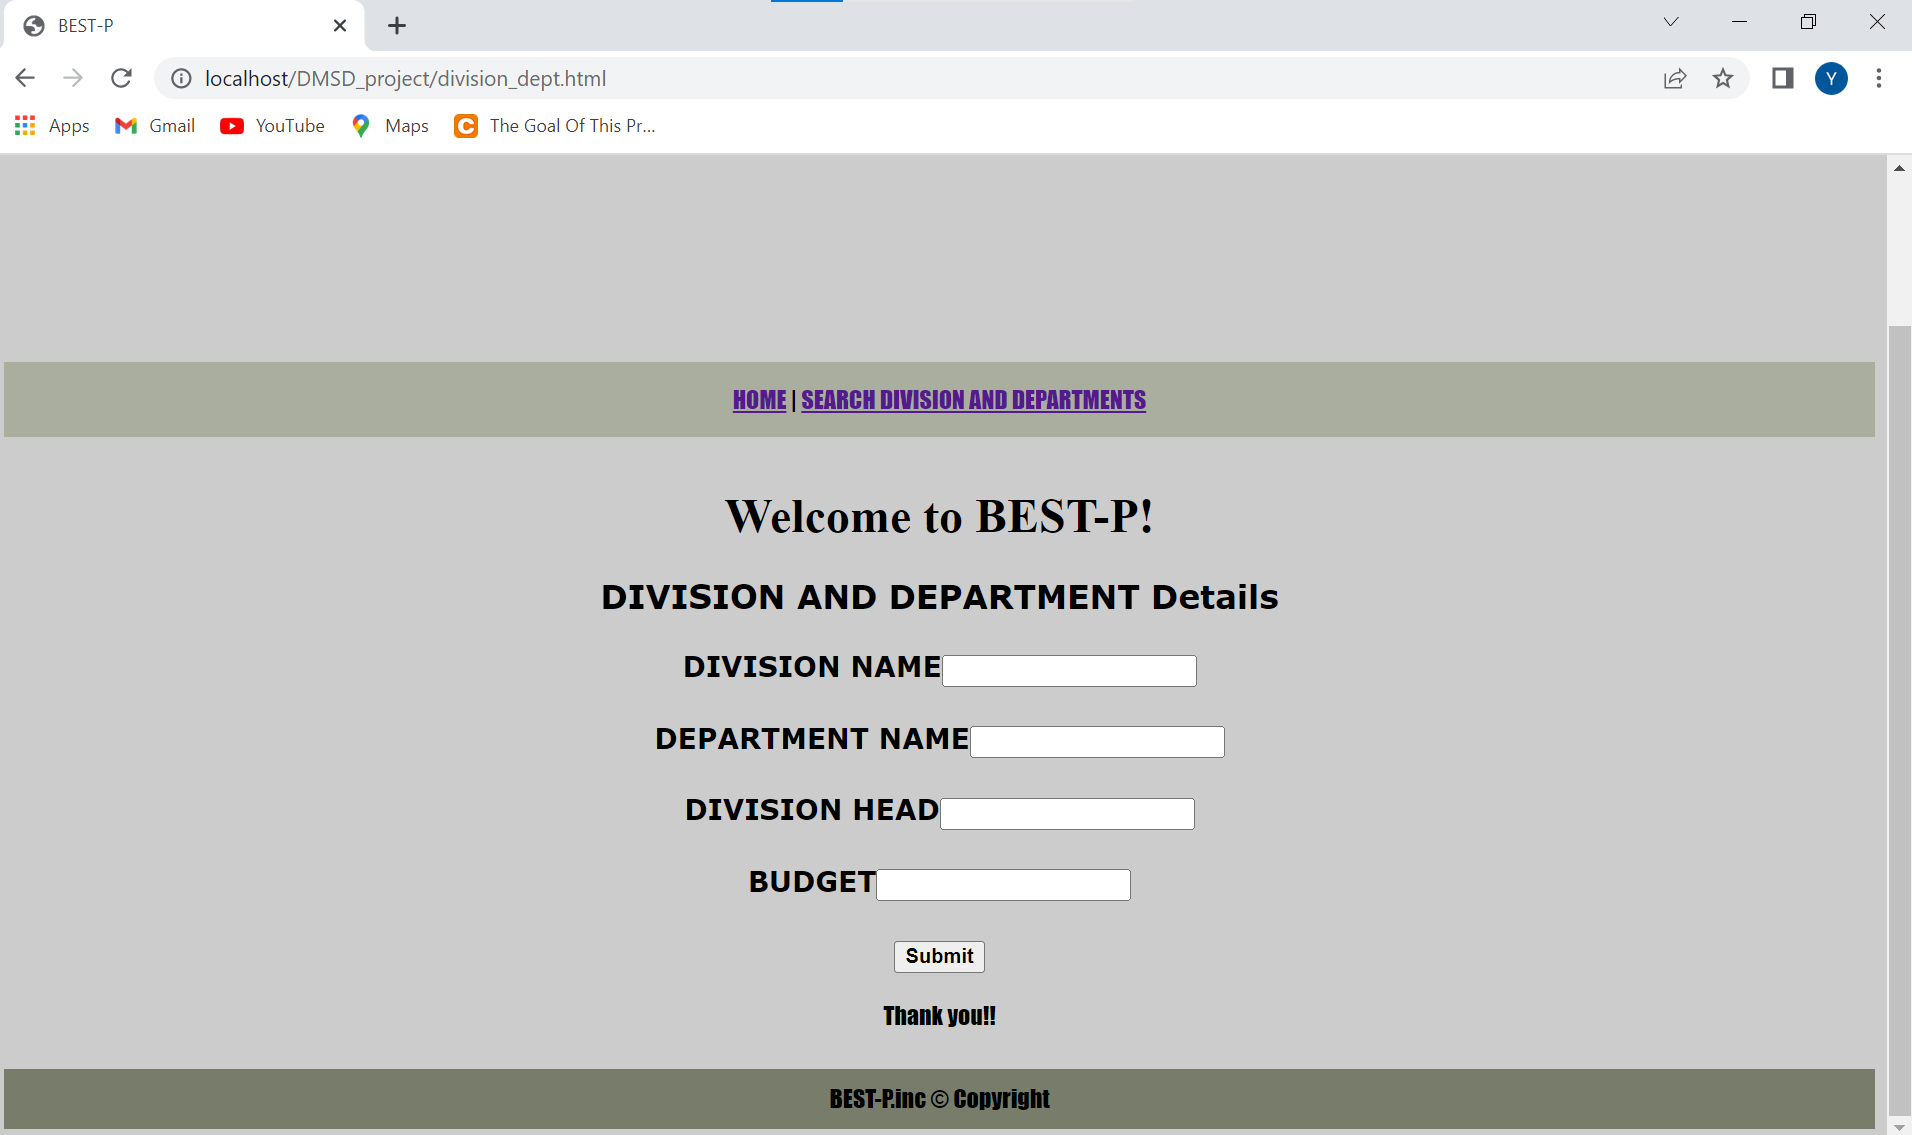 BEST-P
localhost/DMSD_project/division_dept.html
Y
Apps Gmail YouTube Maps The Goal Of This Pr...
HOME | SEARCH DIVISION AND DEPARTMENTS
Welcome to BEST-P!
DIVISION AND DEPARTMENT Details
DIVISION NAME
DEPARTMENT NAME
DIVISION HEAD
BUDGET
Submit
Thank you!!
BEST-P.inc © Copyright